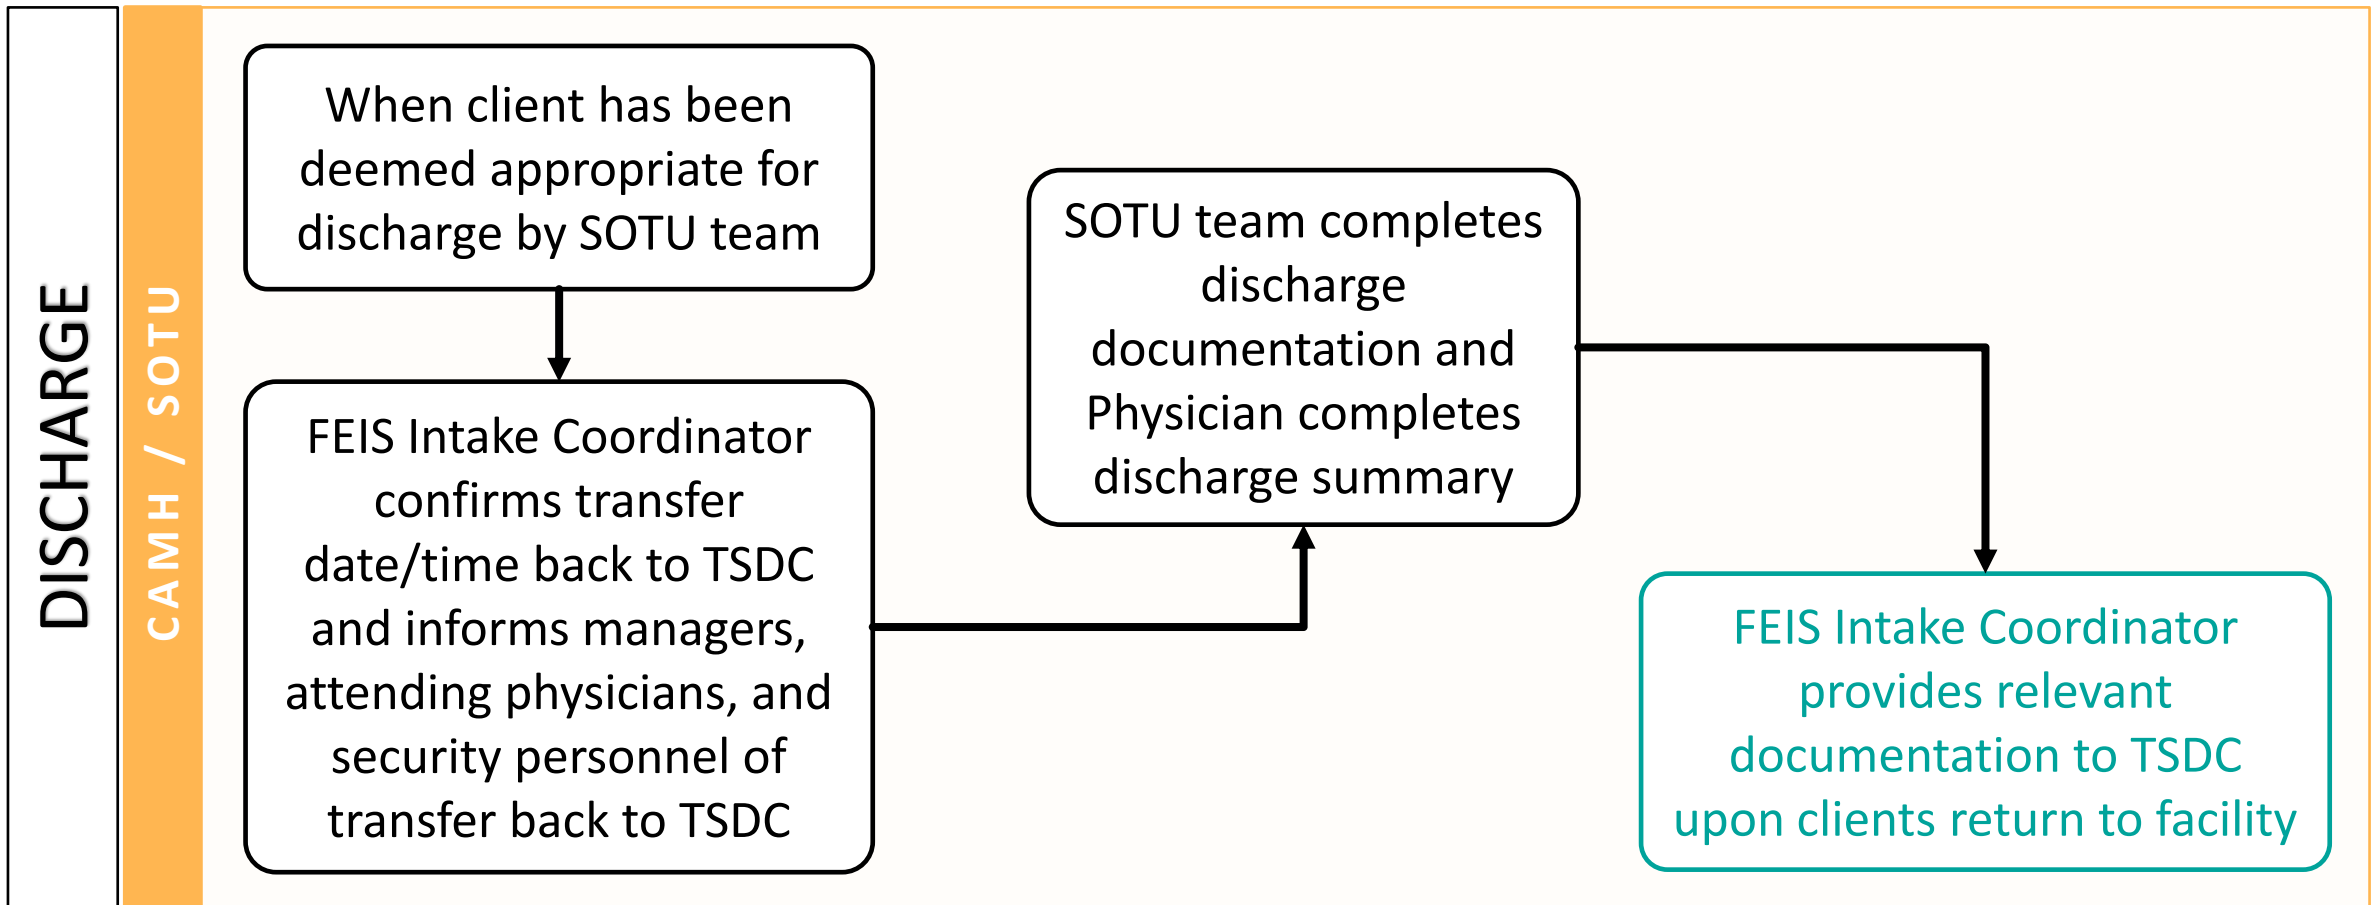 DISCHARGE
CAMH / SOTU
When client has been
deemed appropriate for
discharge by SOTU team
FEIS Intake Coordinator
confirms transfer
date/time back to TSDC
and informs managers,
attending physicians, and
security personnel of
transfer back to TSDC
SOTU team completes
discharge
documentation and
Physician completes
discharge summary
FEIS Intake Coordinator
provides relevant
documentation to TSDC
upon clients return to facility